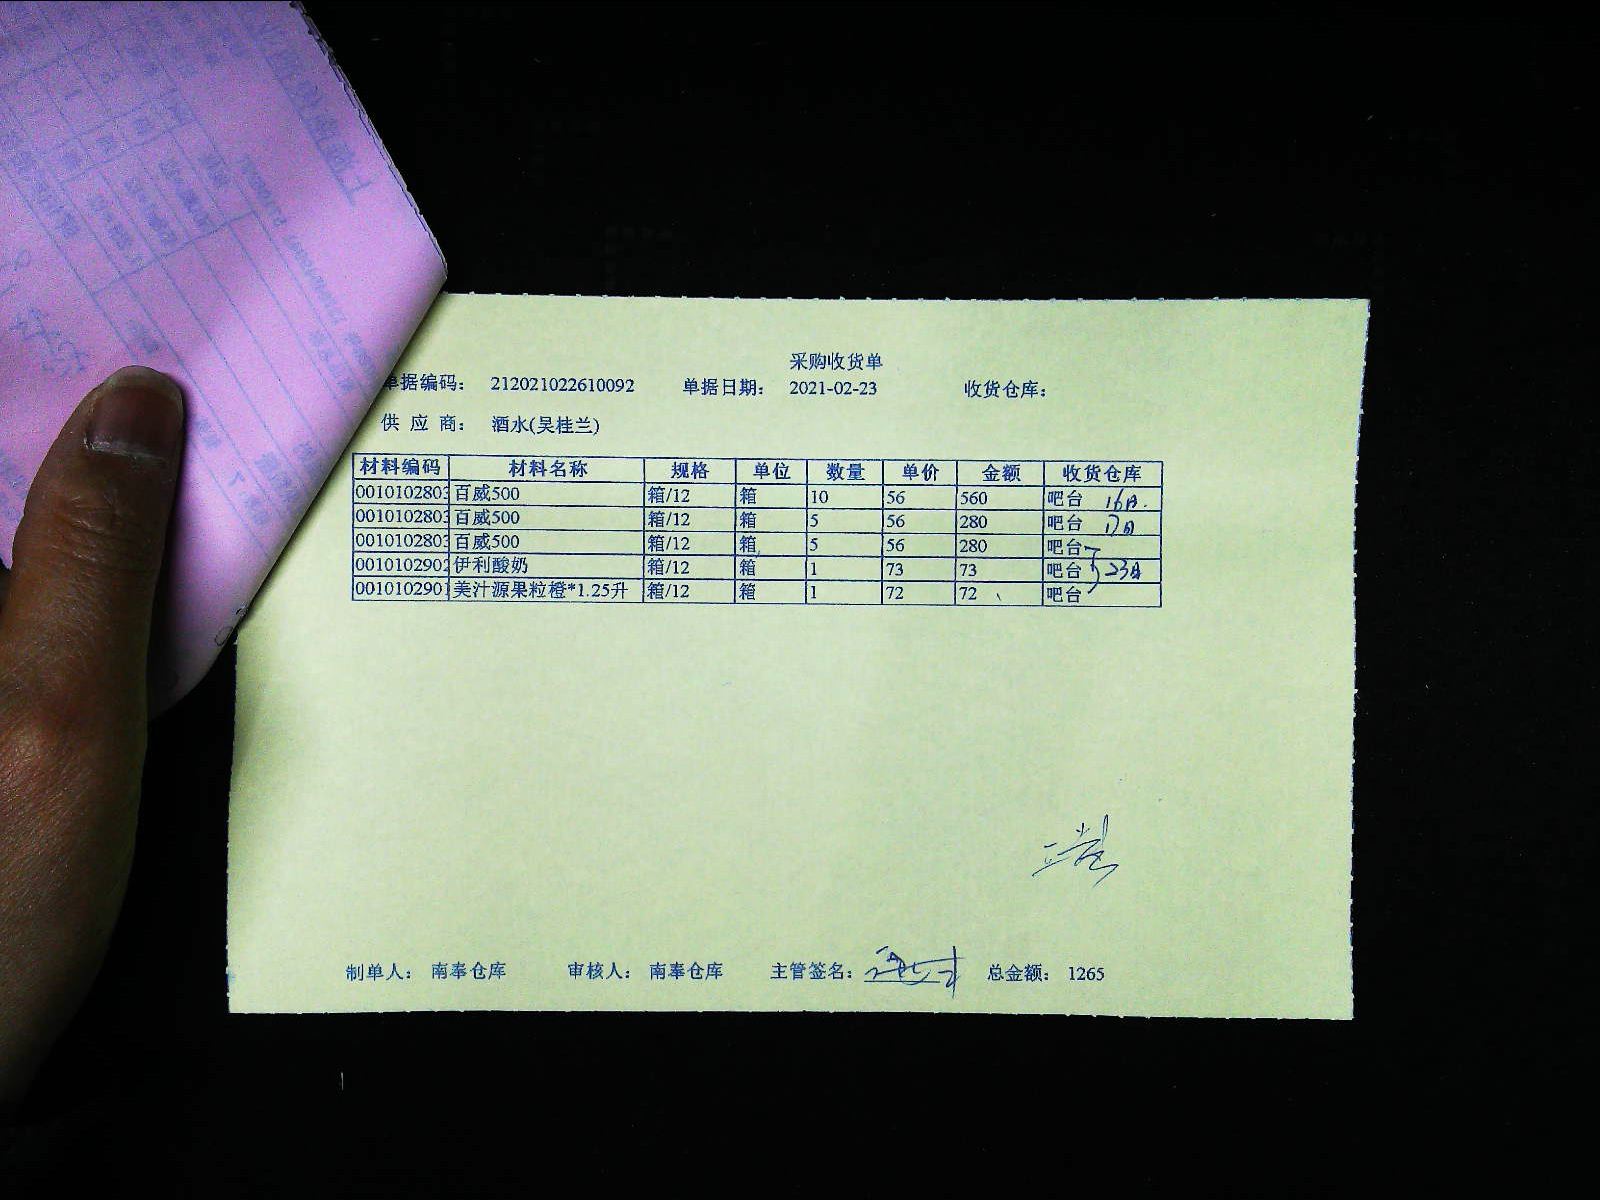 采购收货单
单据编码： 212021022610092 单据日期： 2021-02-23 收货仓库：
供 应 商： 酒水(吴桂兰)
材料编码 材料名称 规格 单位 数量 单价 金额 收货仓库
0010102803 百威500 箱/12 箱 10 56 560 吧台 16日.
0010102803 百威500 箱/12 箱 5 56 280 吧台 17日
0010102803 百威500 箱/12 箱 5 56 280 吧台
0010102902 伊利酸奶 箱/12 箱 1 73 73 吧台 23日
0010102901 美汁源果粒橙*1.25升 箱/12 箱 1 72 72 吧台
制单人： 南奉仓库 审核人： 南奉仓库 主管签名： 总金额： 1265